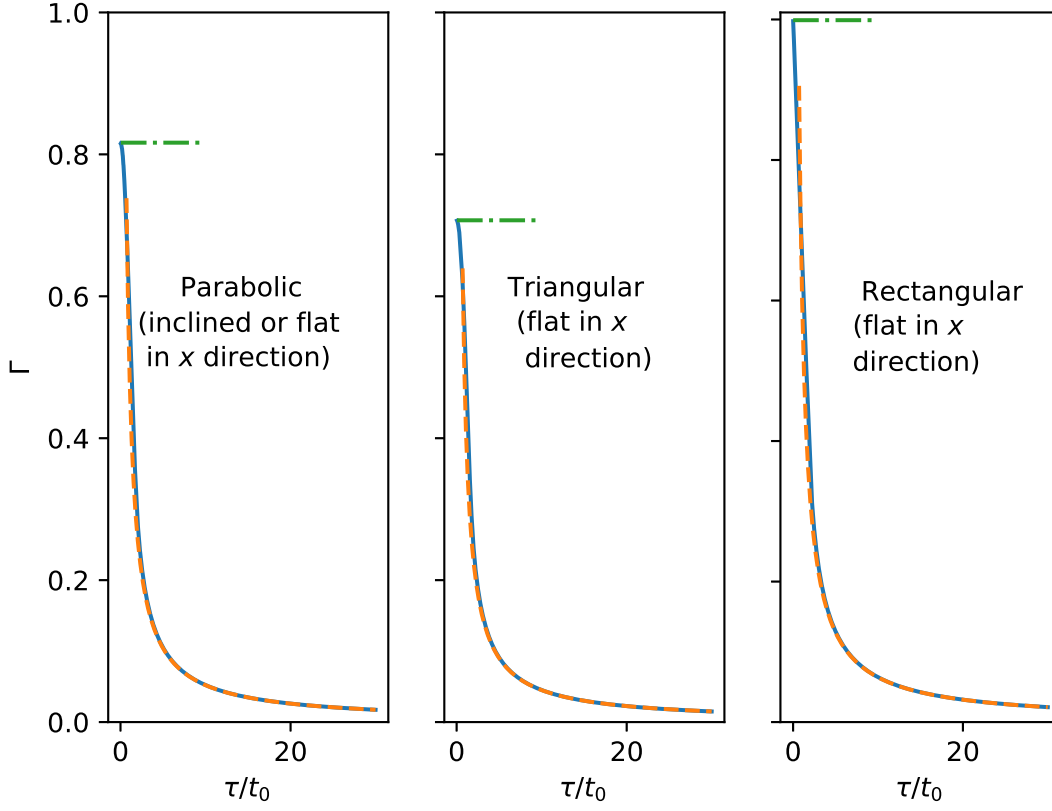 1.0
0.8
0.6
0.4
0.2
0.0
Γ
Parabolic
(inclined or flat
in x direction)
0
20
τ/t₀
Triangular
(flat in x
direction)
0
20
τ/t₀
Rectangular
(flat in x
direction)
0
20
τ/t₀